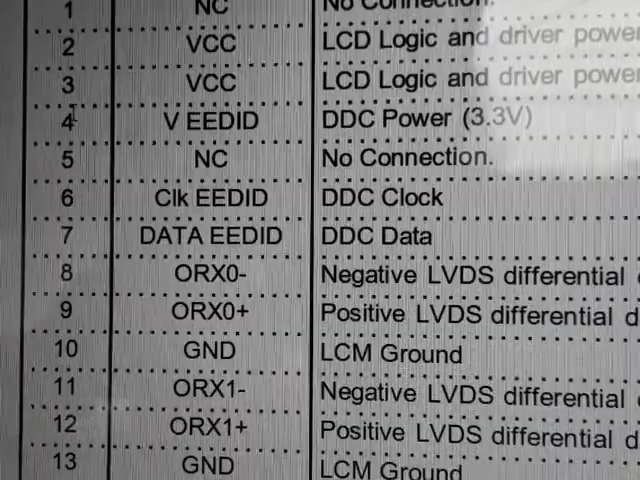 1 NC No Connection.
2 VCC LCD Logic and driver power
3 VCC LCD Logic and driver power
4 V EEDID DDC Power (3.3V)
5 NC No Connection.
6 Clk EEDID DDC Clock
7 DATA EEDID DDC Data
8 ORX0- Negative LVDS differential
9 ORX0+ Positive LVDS differential d
10 GND LCM Ground
11 ORX1- Negative LVDS differential
12 ORX1+ Positive LVDS differential d
13 GND LCM Ground